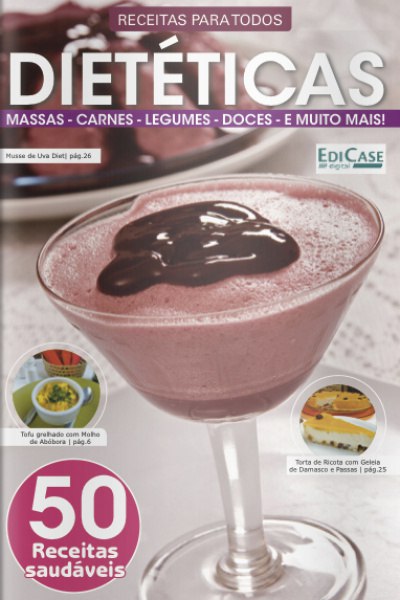 RECEITAS PARA TODOS
DIETÉTICAS
MASSAS - CARNES - LEGUMES - DOCES - E MUITO MAIS!
Musse de Uva Diet| pág.26
EDICASE
digital
Tofu grelhado com Molho
de Abóbora | pág.6
Torta de Ricota com Geleia
de Damasco e Passas | pág.25
50
Receitas
saudáveis